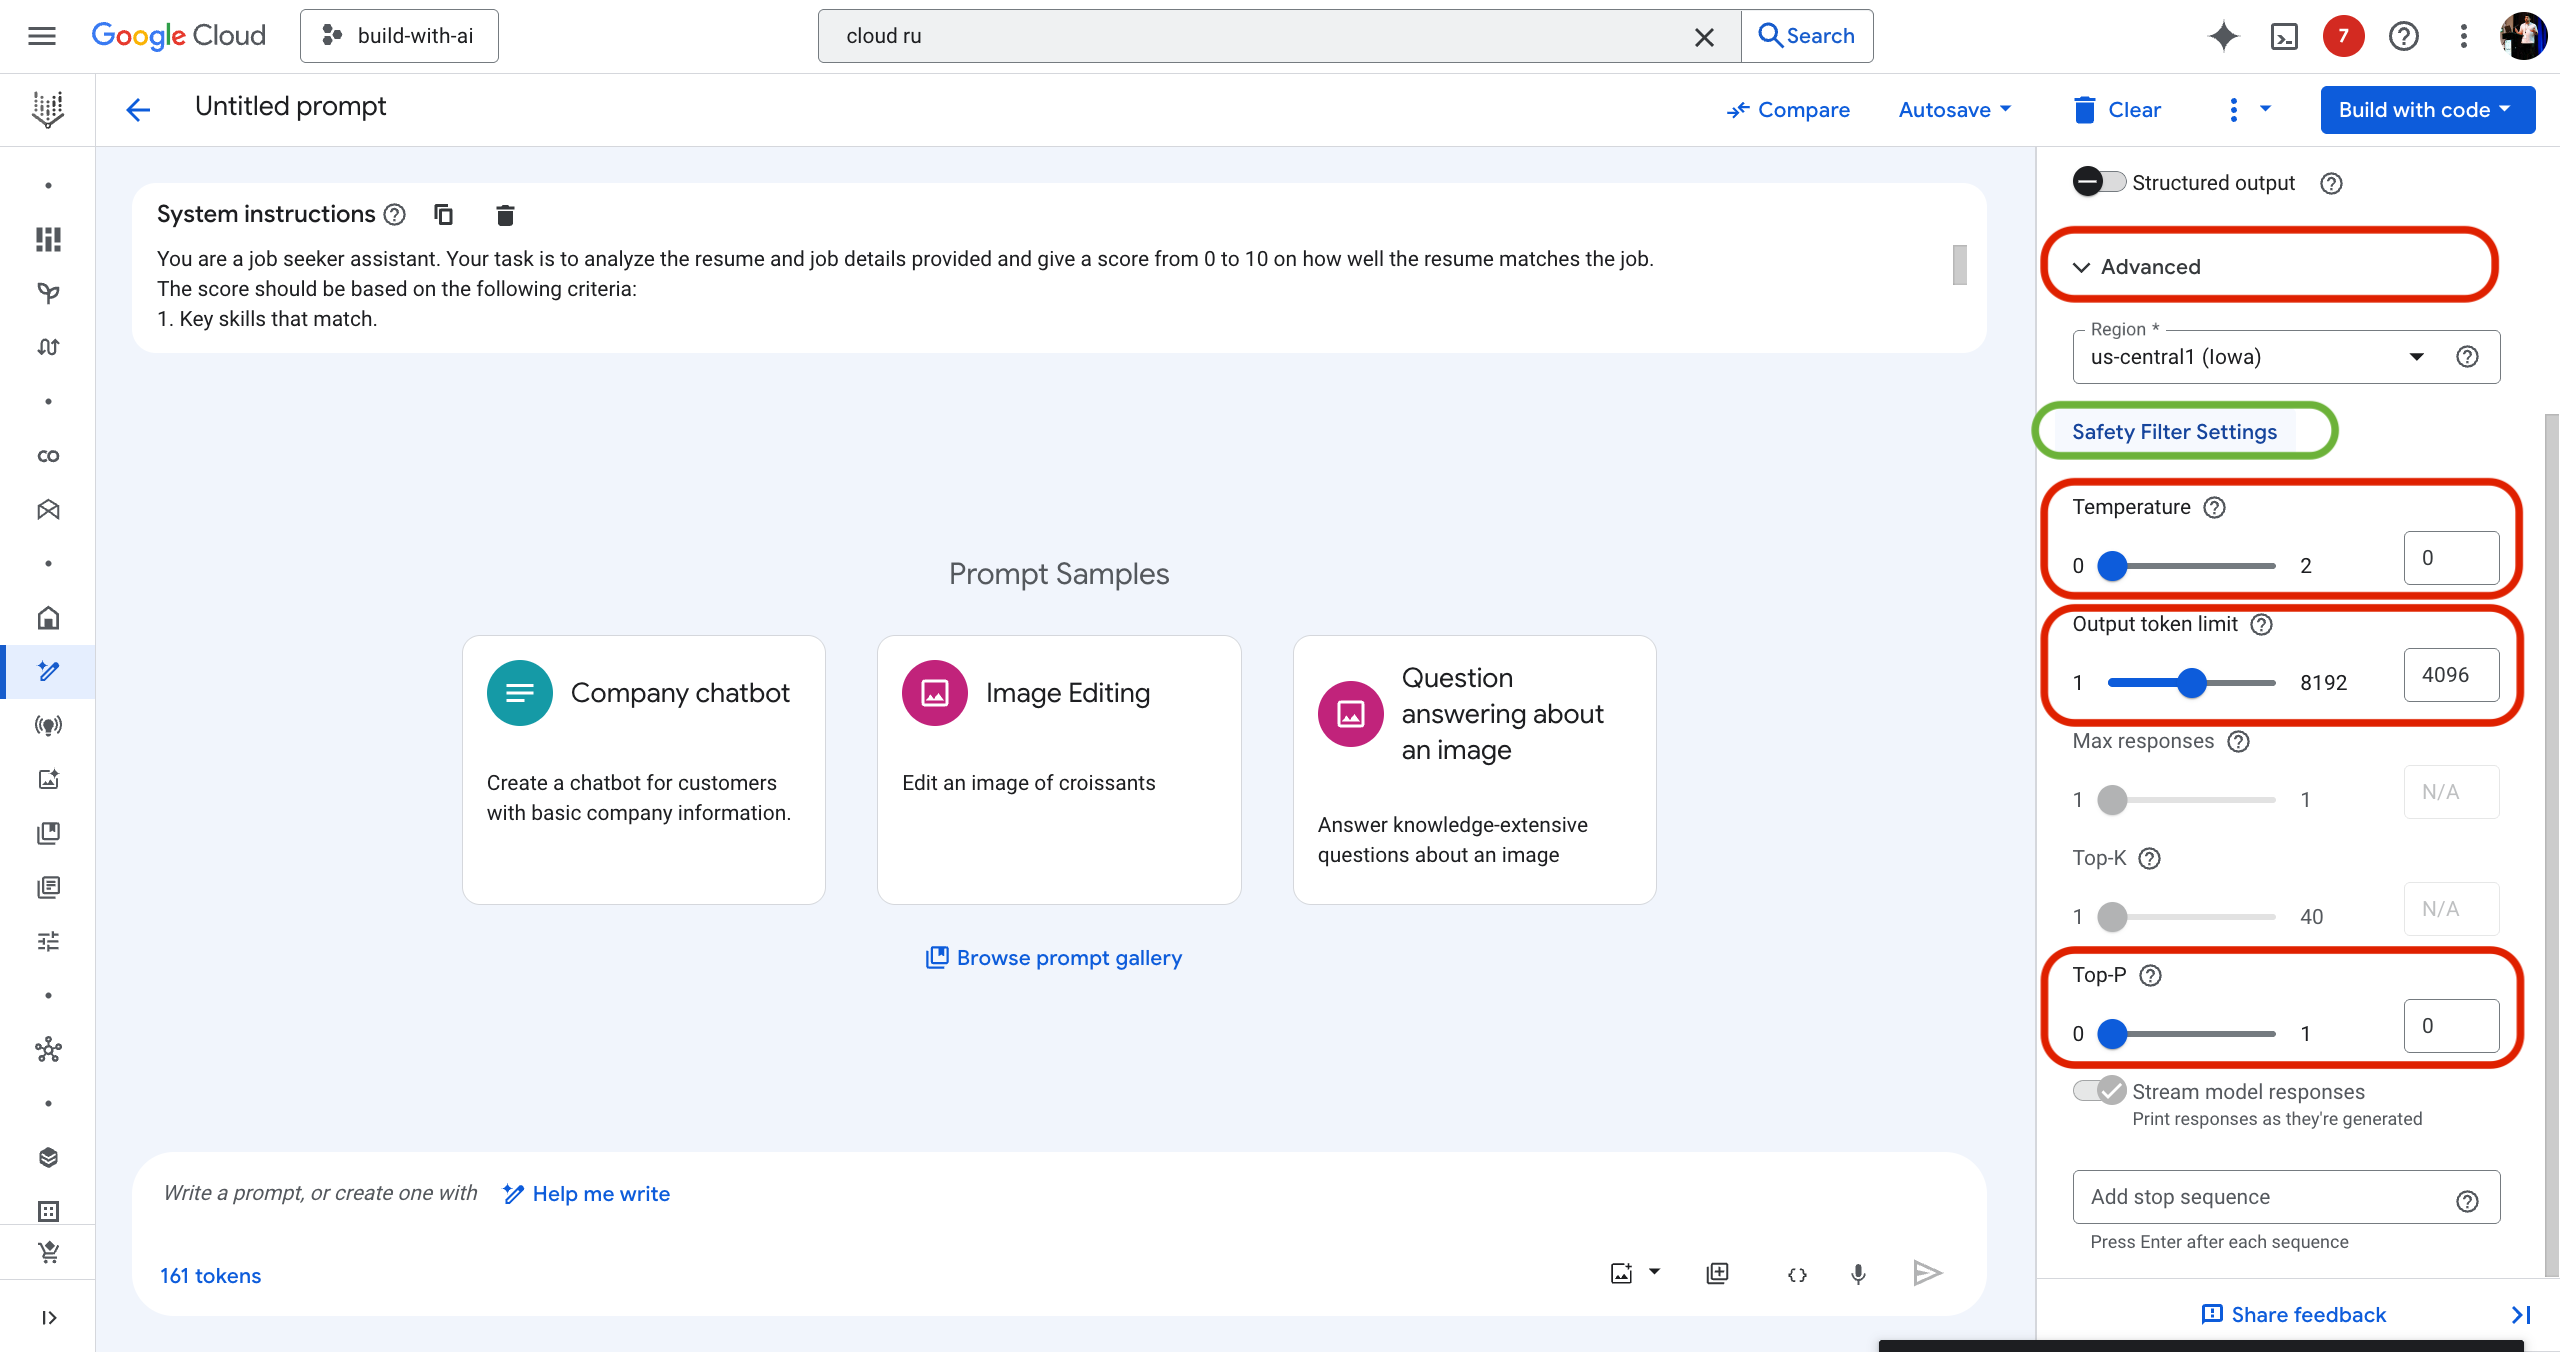 Google Cloud
build-with-ai
cloud ru
Search
7
Untitled prompt
Compare
Autosave
Clear
Build with code
System instructions
You are a job seeker assistant. Your task is to analyze the resume and job details provided and give a score from 0 to 10 on how well the resume matches the job.
The score should be based on the following criteria:
1. Key skills that match.
Prompt Samples
Company chatbot
Create a chatbot for customers
with basic company information.
Image Editing
Edit an image of croissants
Question
answering about
an image
Answer knowledge-extensive
questions about an image
Browse prompt gallery
Write a prompt, or create one with
Help me write
161 tokens
Structured output
Advanced
Region *
us-central1 (Iowa)
Safety Filter Settings
Temperature
0 2 0
Output token limit
1 8192 4096
Max responses
1 1 N/A
Top-K
1 40 N/A
Top-P
0 1 0
Stream model responses
Print responses as they're generated
Add stop sequence
Press Enter after each sequence
Share feedback